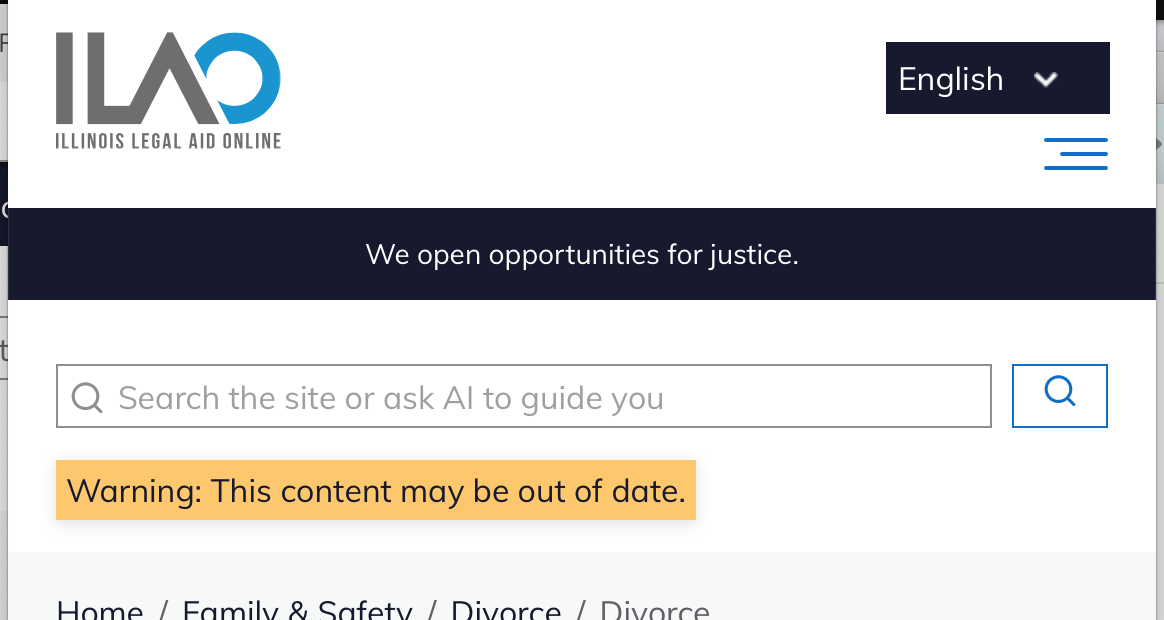 ILAO
ILLINOIS LEGAL AID ONLINE
English
We open opportunities for justice.
Search the site or ask AI to guide you
Warning: This content may be out of date.
Home / Family & Safety / Divorce / Divorce